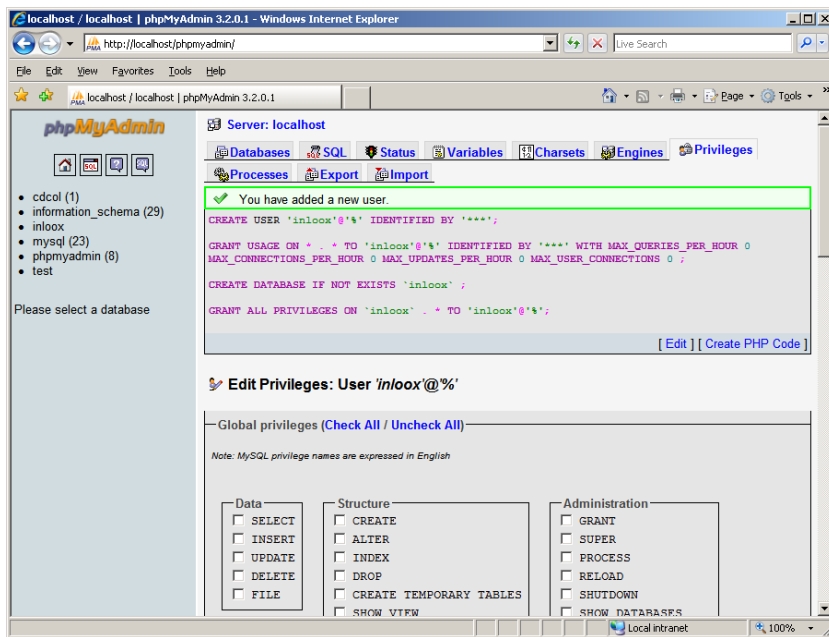 localhost / localhost | phpMyAdmin 3.2.0.1 - Windows Internet Explorer
http://localhost/phpmyadmin/
Live Search
File Edit View Favorites Tools Help
localhost / localhost | phpMyAdmin 3.2.0.1
Page Tools
phpMyAdmin
SQL
cdcol (1)
information_schema (29)
inloox
mysql (23)
phpmyadmin (8)
test
Please select a database
Server: localhost
Databases SQL Status Variables Charsets Engines Privileges
Processes Export Import
You have added a new user.
CREATE USER 'inloox'@'%' IDENTIFIED BY '***';
GRANT USAGE ON * . * TO 'inloox'@'%' IDENTIFIED BY '***' WITH MAX_QUERIES_PER_HOUR 0
MAX_CONNECTIONS_PER_HOUR 0 MAX_UPDATES_PER_HOUR 0 MAX_USER_CONNECTIONS 0 ;
CREATE DATABASE IF NOT EXISTS `inloox` ;
GRANT ALL PRIVILEGES ON `inloox` . * TO 'inloox'@'%';
[ Edit ] [ Create PHP Code ]
Edit Privileges: User 'inloox'@'%'
Global privileges (Check All / Uncheck All)
Note: MySQL privilege names are expressed in English
Data
SELECT
INSERT
UPDATE
DELETE
FILE
Structure
CREATE
ALTER
INDEX
DROP
CREATE TEMPORARY TABLES
SHOW VIEW
Administration
GRANT
SUPER
PROCESS
RELOAD
SHUTDOWN
SHOW DATABASES
Local intranet
100%